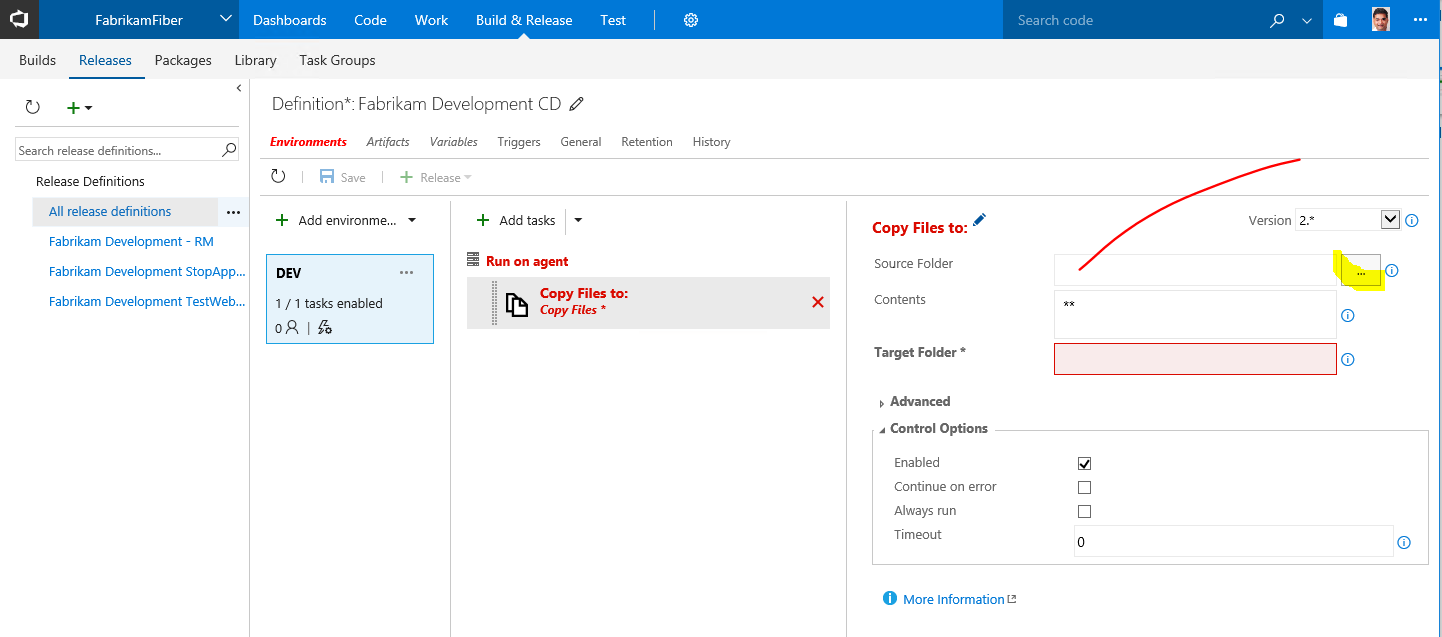 FabrikamFiber Dashboards Code Work Build & Release Test Search code ...
Builds Releases Packages Library Task Groups
Definition*: Fabrikam Development CD
Search release definitions...
Release Definitions
All release definitions ...
Fabrikam Development - RM
Fabrikam Development StopApp...
Fabrikam Development TestWeb...
Environments Artifacts Variables Triggers General Retention History
Save | + Release
+ Add environme...
DEV ...
1 / 1 tasks enabled
0 |
+ Add tasks
Run on agent
Copy Files to:
Copy Files *
Copy Files to:
Version 2.*
Source Folder ...
Contents **
Target Folder *
Advanced
Control Options
Enabled
Continue on error
Always run
Timeout 0
More Information